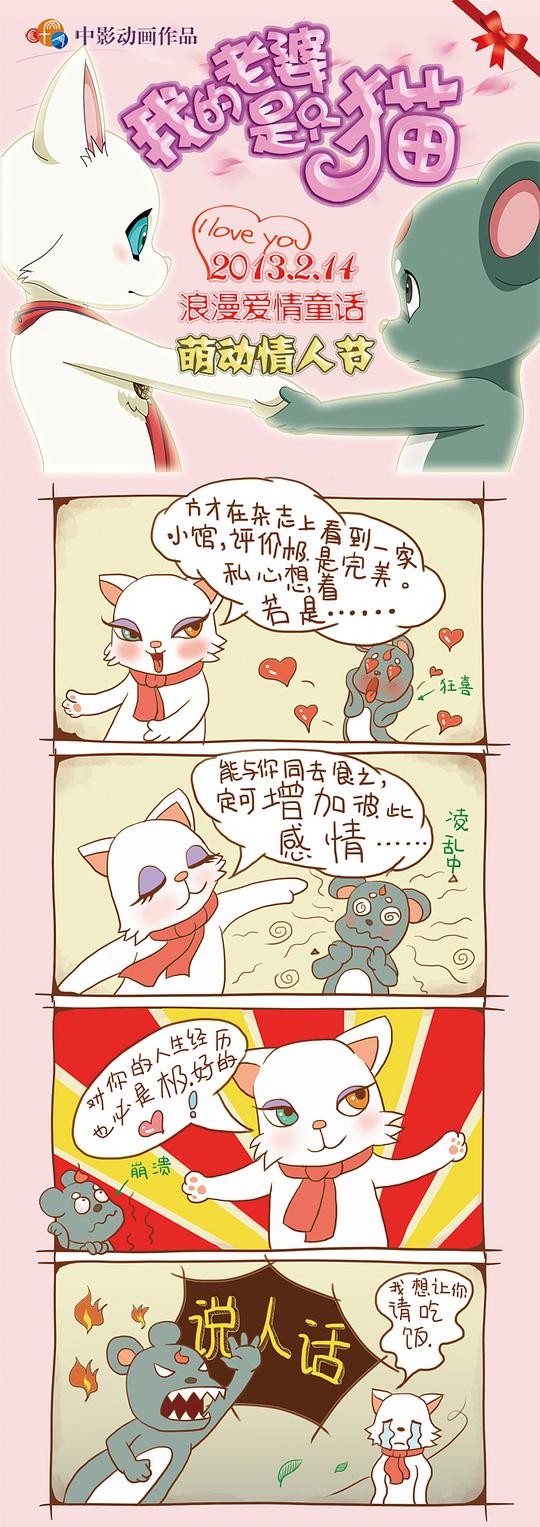 中影动画作品
我的老婆是只猫
I love you
2013.2.14
浪漫爱情童话
萌动情人节
方才在杂志上看到一家
小馆,评价极是完美。
私心想,着
若是……
狂喜
能与你同去食之,
定可增加彼此
感情……
凌乱中
对你的人生经历
也必是极好的
崩溃
说人话
我想让你
请吃
饭.